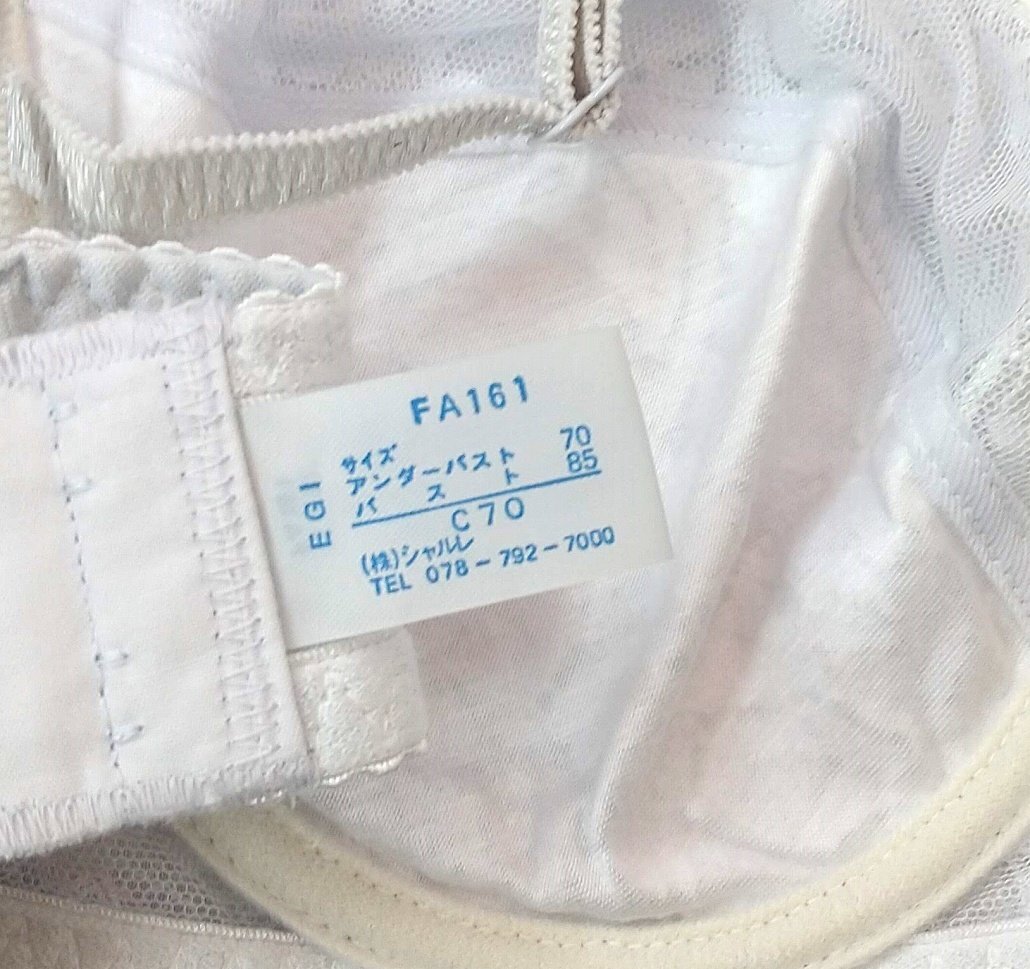 FA161
サイズ
アンダーバスト 70
バスト 85
C70
(株)シャルレ
TEL 078-792-7000
EGI